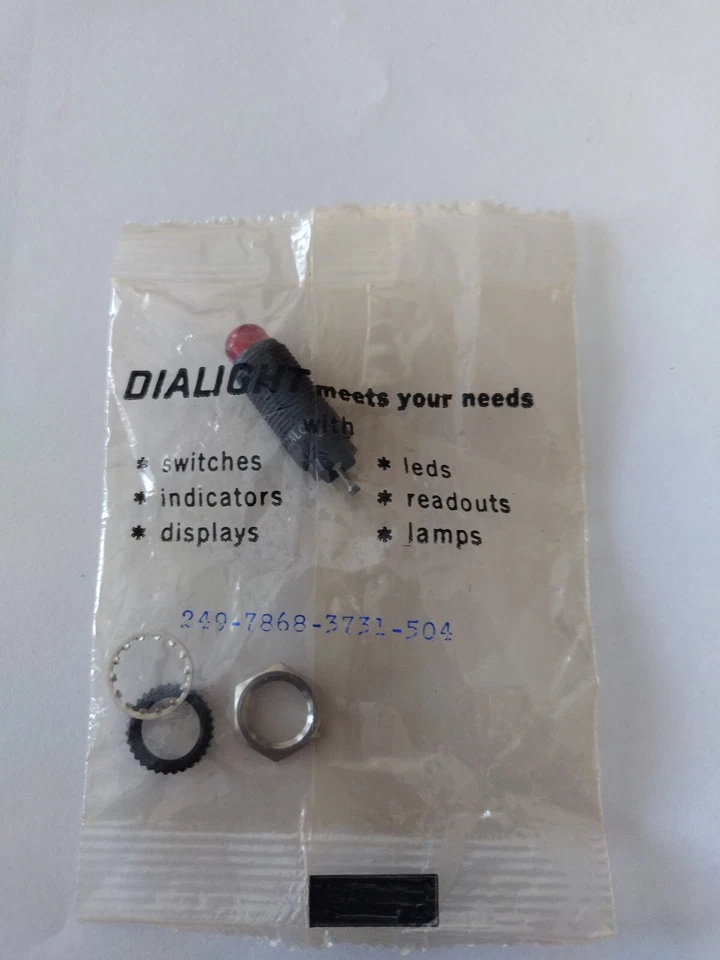 DIALIGHT meets your needs
with
* switches
* leds
* indicators
* readouts
* displays
* lamps
249-7868-3731-504